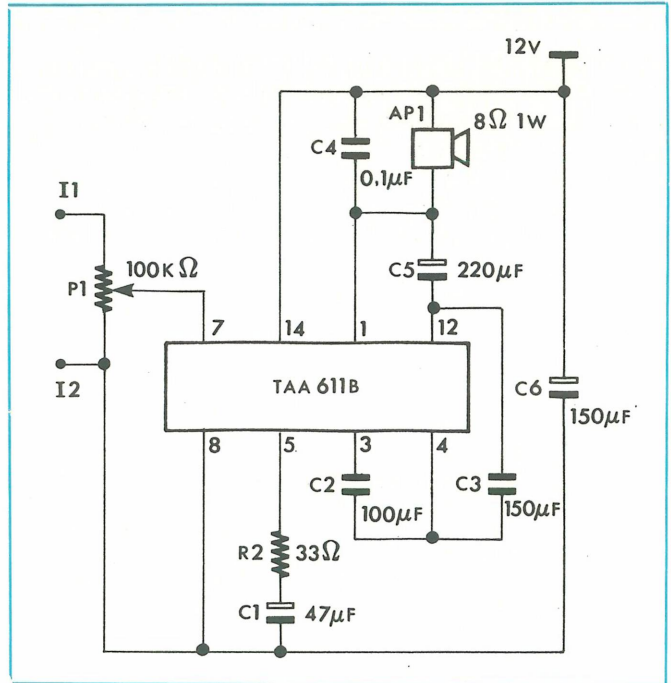 12V
AP1
8Ω 1W
C4
0,1µF
I1
C5 220µF
100KΩ
P1
7 14 1 12
I2
TAA 611B
C6
150µF
8 5 3 4
C2
C3
100µF
150µF
R2 33Ω
C1 47µF